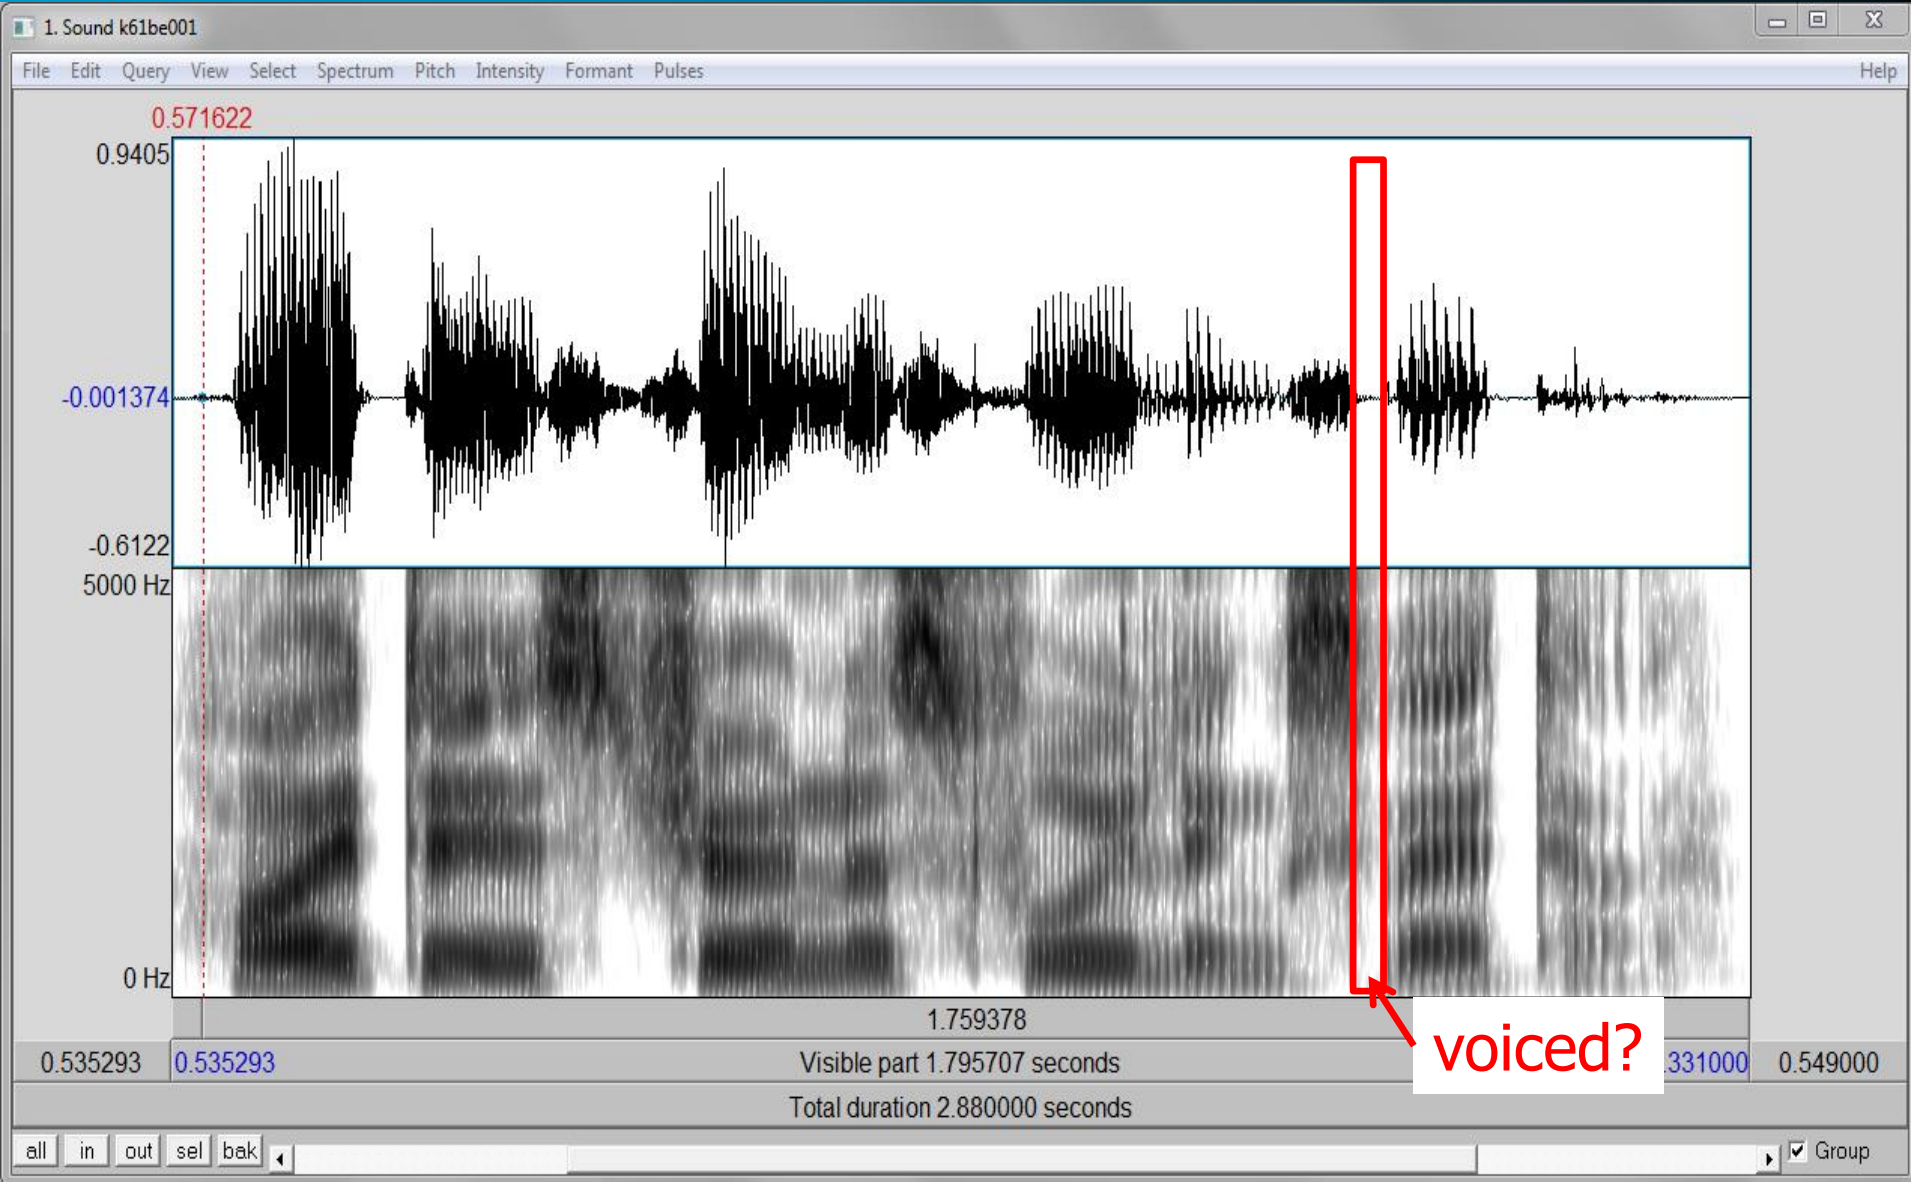 1. Sound k61be001
File Edit Query View Select Spectrum Pitch Intensity Formant Pulses Help
0.571622
0.9405
-0.001374
-0.6122
5000 Hz
0 Hz
1.759378
voiced?
0.535293 0.535293 Visible part 1.795707 seconds .331000 0.549000
Total duration 2.880000 seconds
all in out sel bak Group